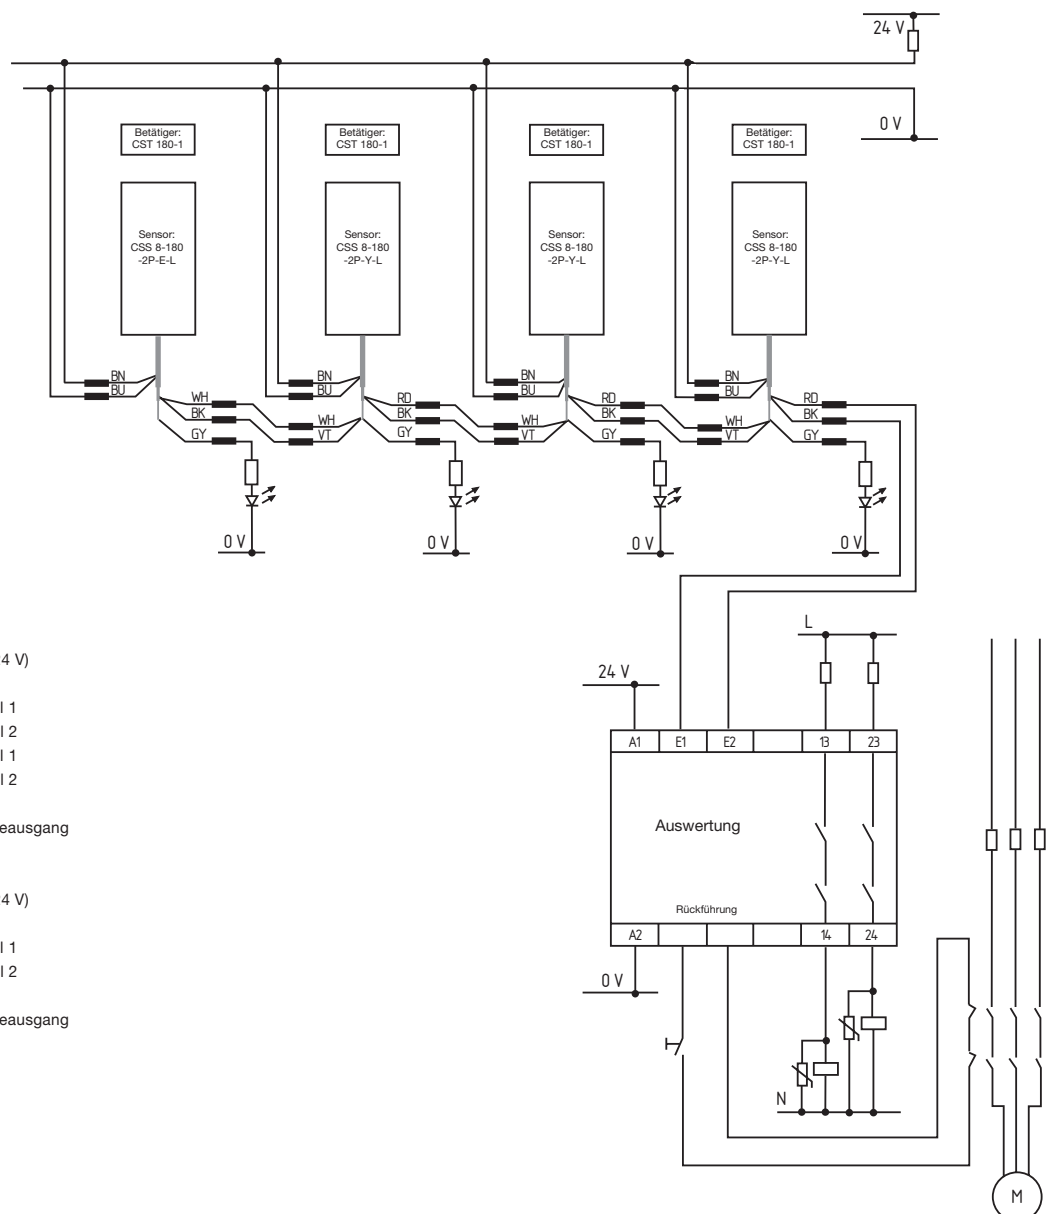 24 V
0 V
Betätiger:
CST 180-1
Betätiger:
CST 180-1
Betätiger:
CST 180-1
Betätiger:
CST 180-1
Sensor:
CSS 8-180
-2P-E-L
Sensor:
CSS 8-180
-2P-Y-L
Sensor:
CSS 8-180
-2P-Y-L
Sensor:
CSS 8-180
-2P-Y-L
BN
BU
WH
BK
GY
BN
BU
WH
VT
RD
BK
GY
BN
BU
WH
VT
RD
BK
GY
BN
BU
WH
VT
RD
BK
GY
0 V
0 V
0 V
0 V
4 V)
l 1
l 2
l 1
l 2
eausgang
4 V)
l 1
l 2
eausgang
L
24 V
A1
E1
E2
13
23
Auswertung
Rückführung
A2
14
24
0 V
N
M